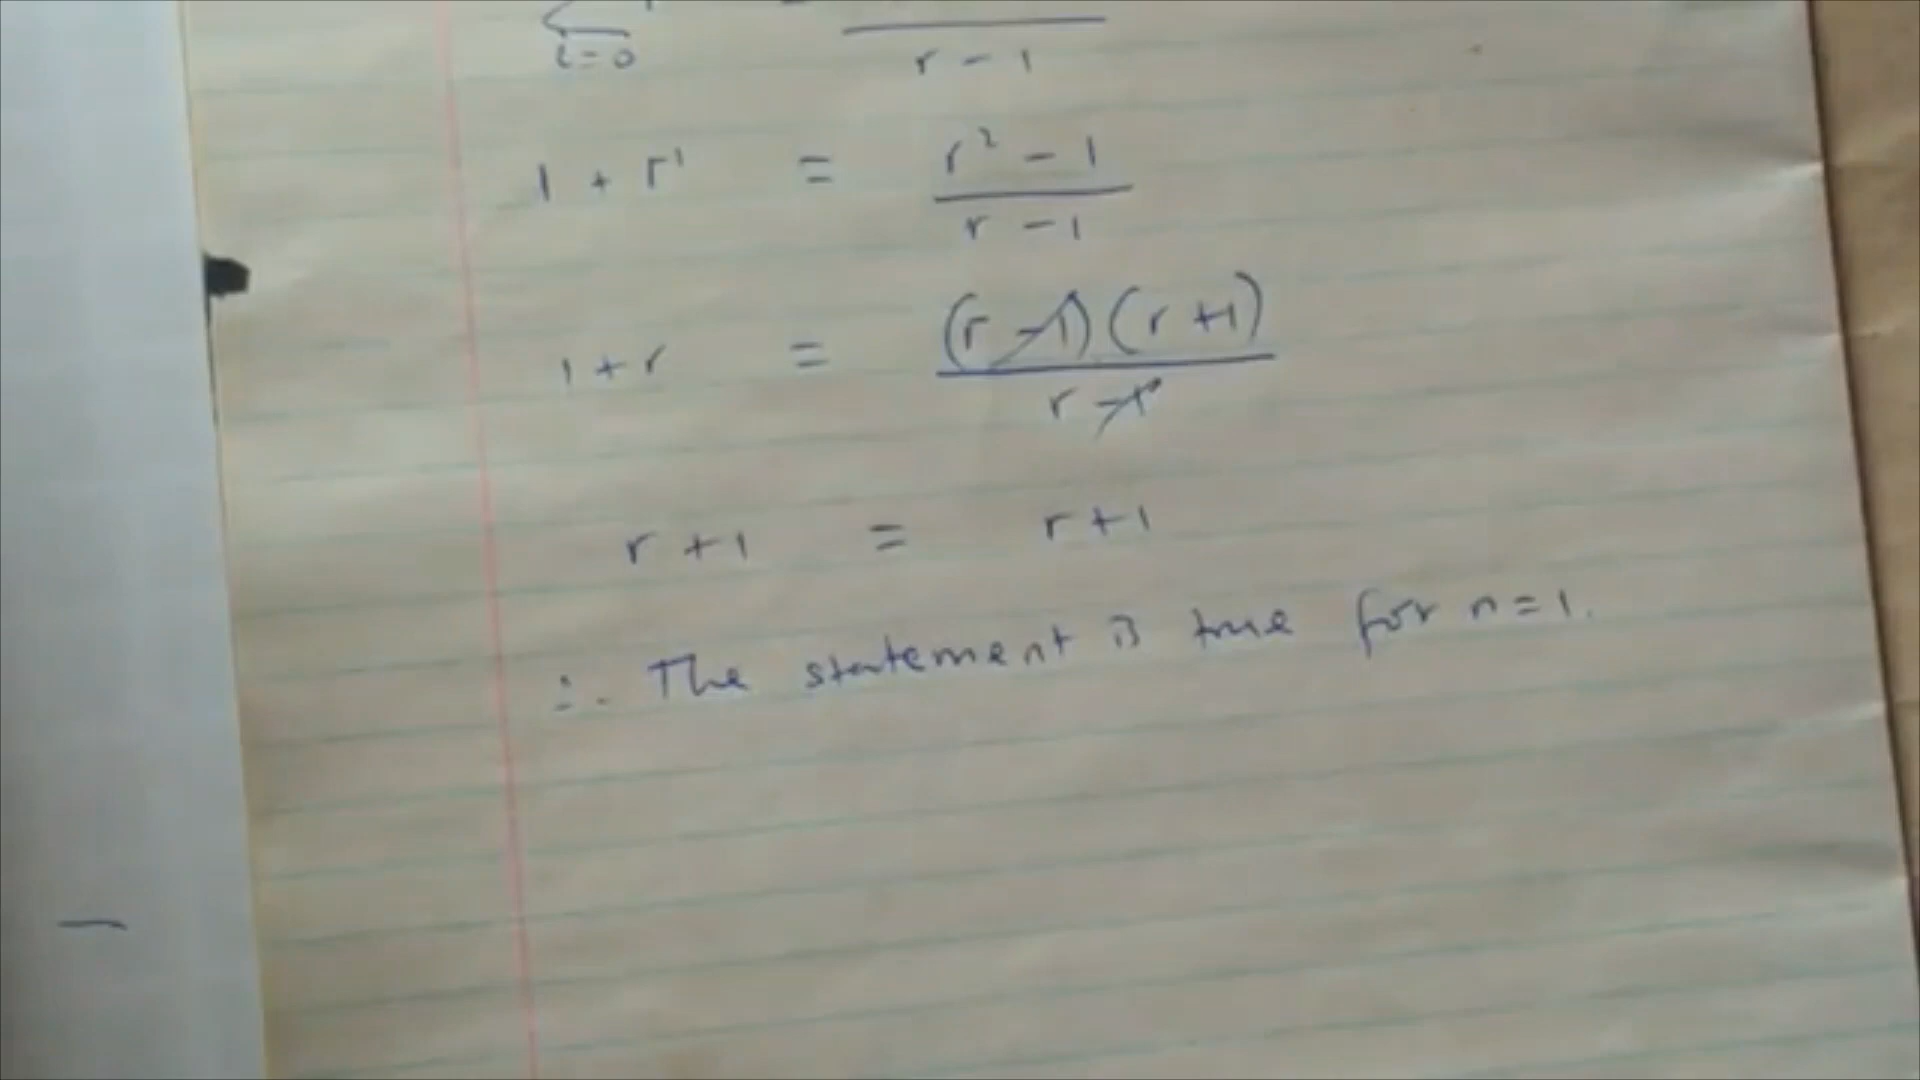 i=0 r - 1
1 + r¹ = r² - 1
r - 1
1 + r = (r - 1)(r + 1)
r - 1
r + 1 = r + 1
∴ The statement is true for n=1.